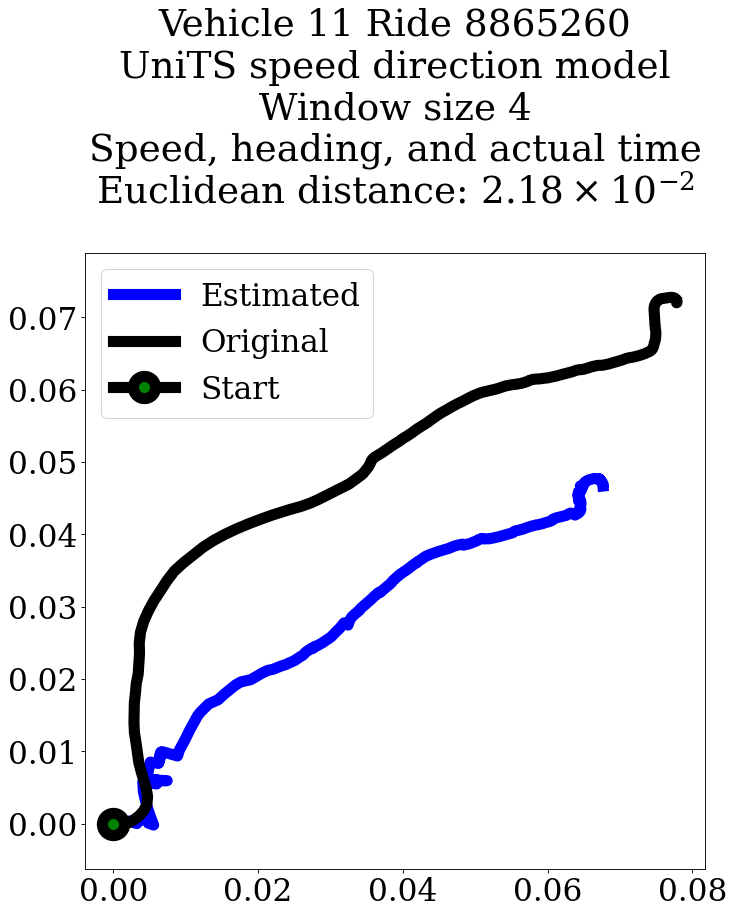 Vehicle 11 Ride 8865260
UniTS speed direction model
Window size 4
Speed, heading, and actual time
Euclidean distance: 2.18 × 10⁻²
Estimated
Original
Start
0.07
0.06
0.05
0.04
0.03
0.02
0.01
0.00
0.00 0.02 0.04 0.06 0.08